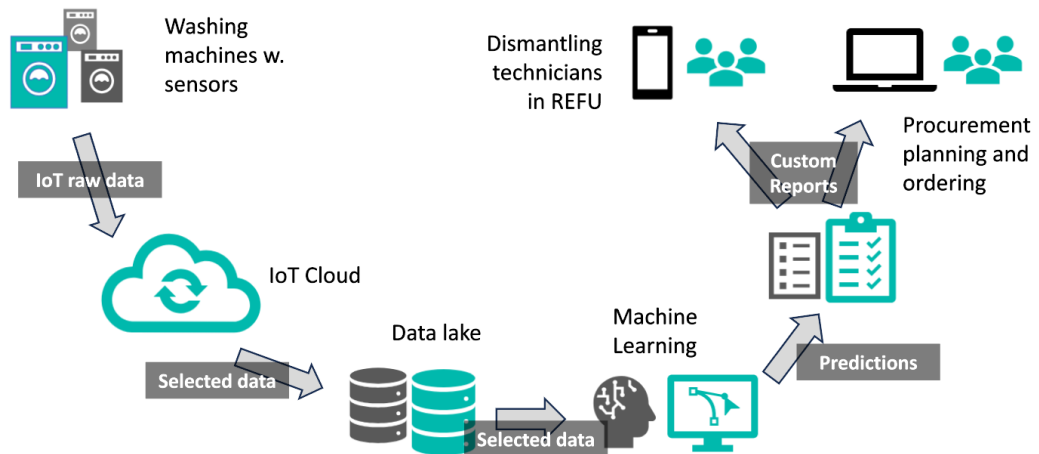 Washing
machines w.
sensors
IoT raw data
IoT Cloud
Selected data
Data lake
Selected data
Machine
Learning
Predictions
Custom
Reports
Dismantling
technicians
in REFU
Procurement
planning and
ordering